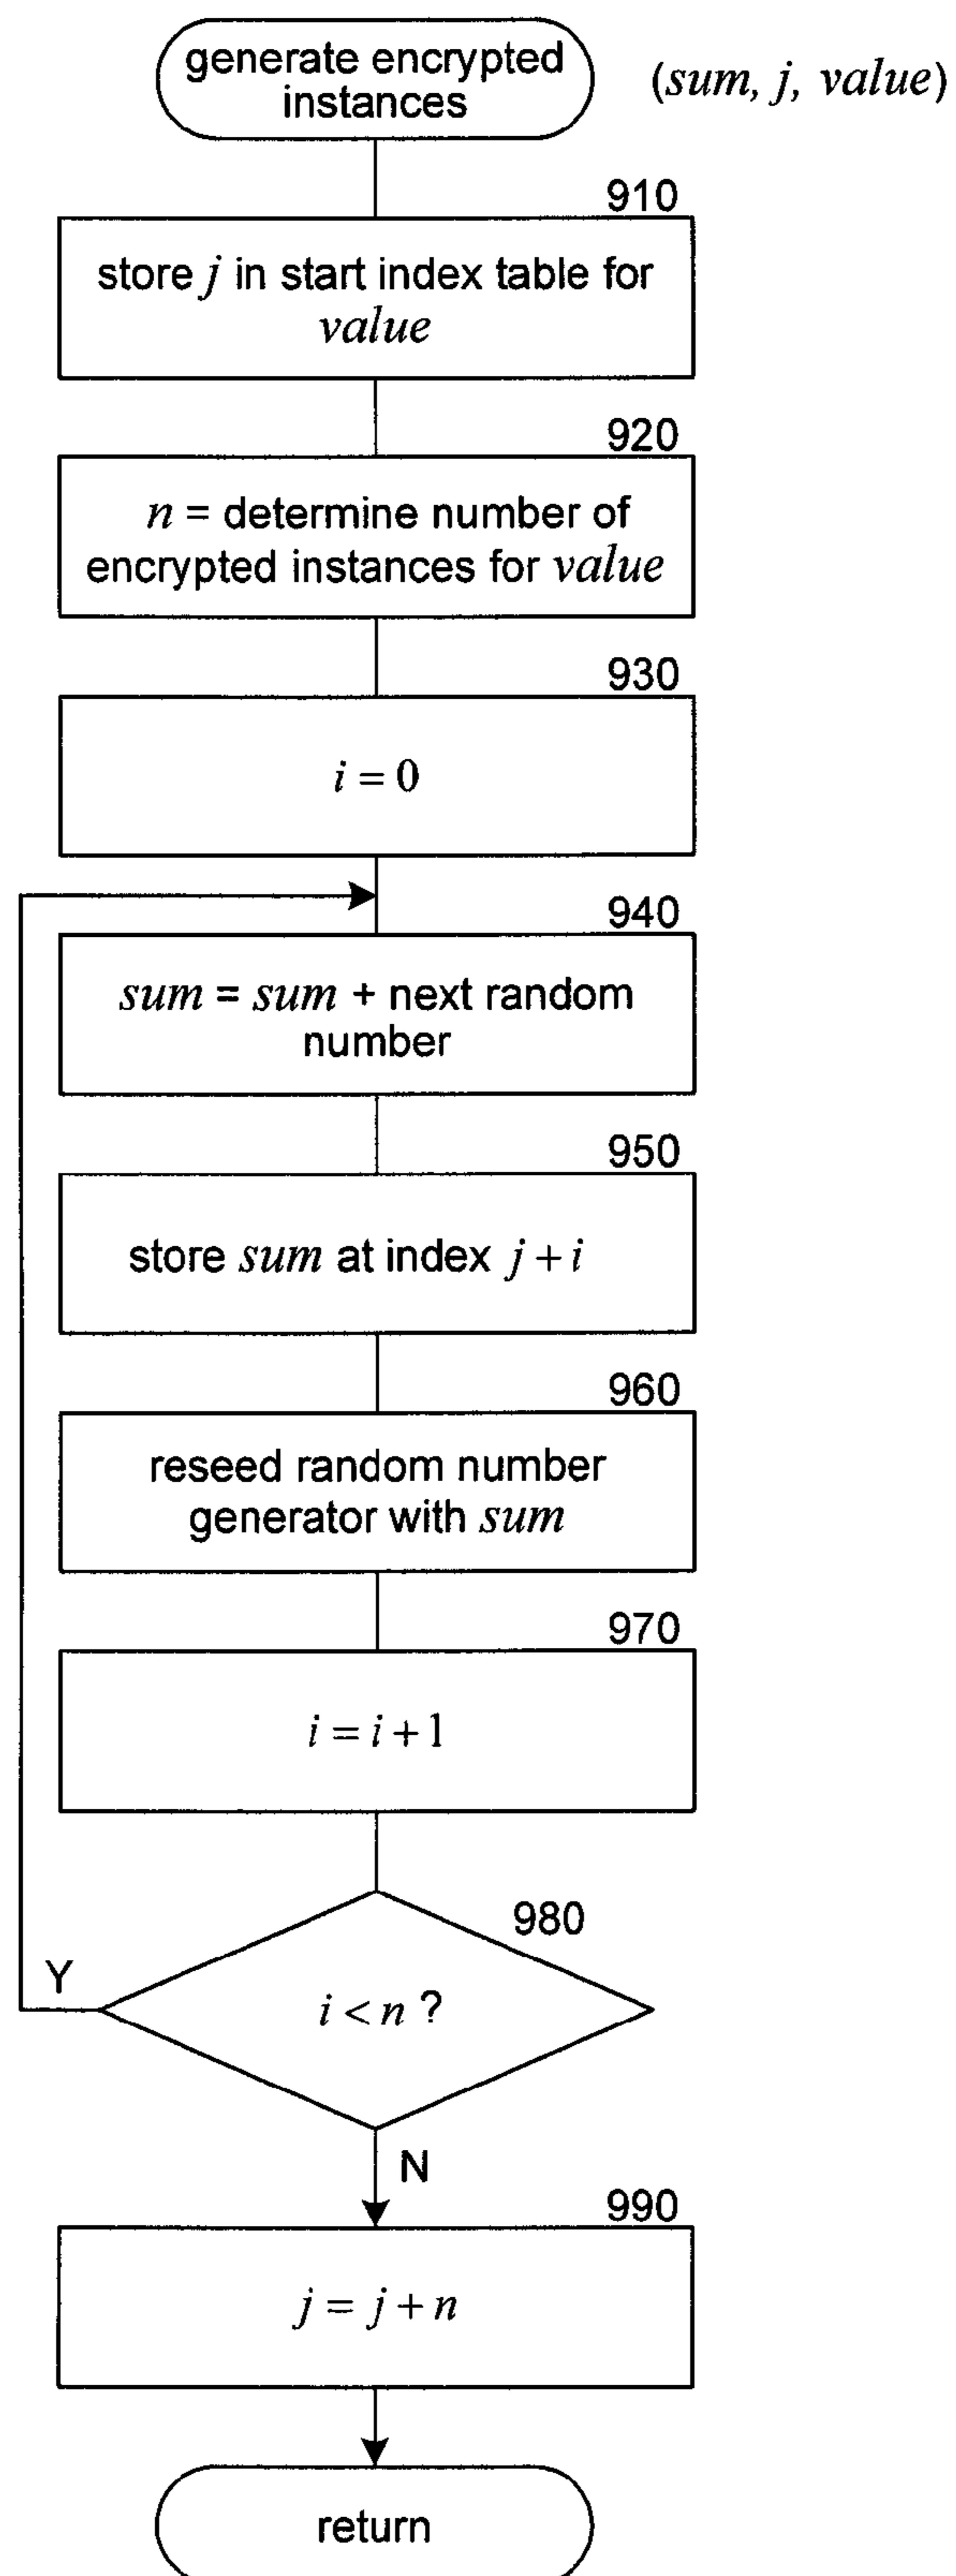 generate encrypted
instances
(sum, j, value)
910
store j in start index table for
value
920
n = determine number of
encrypted instances for value
930
i = 0
940
sum = sum + next random
number
950
store sum at index j + i
960
reseed random number
generator with sum
970
i = i + 1
980
Y
i < n ?
N
990
j = j + n
return